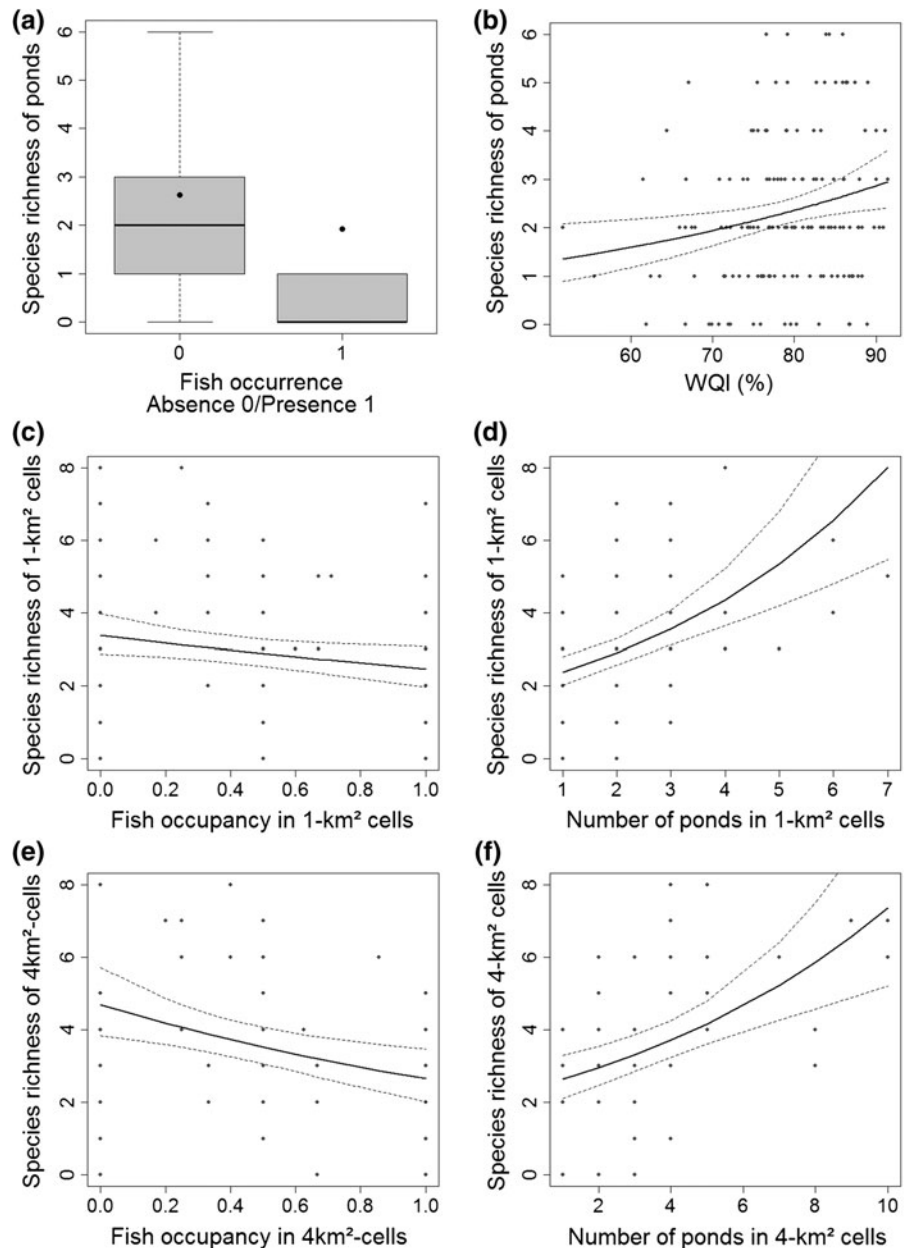 (a)
Species richness of ponds
6
5
4
3
2
1
0
0 1
Fish occurrence
Absence 0/Presence 1
(b)
Species richness of ponds
6
5
4
3
2
1
0
60 70 80 90
WQI (%)
(c)
Species richness of 1-km² cells
8
6
4
2
0
0.0 0.2 0.4 0.6 0.8 1.0
Fish occupancy in 1-km² cells
(d)
Species richness of 1-km² cells
8
6
4
2
0
1 2 3 4 5 6 7
Number of ponds in 1-km² cells
(e)
Species richness of 4km²-cells
8
6
4
2
0
0.0 0.2 0.4 0.6 0.8 1.0
Fish occupancy in 4km²-cells
(f)
Species richness of 4-km² cells
8
6
4
2
0
2 4 6 8 10
Number of ponds in 4-km² cells